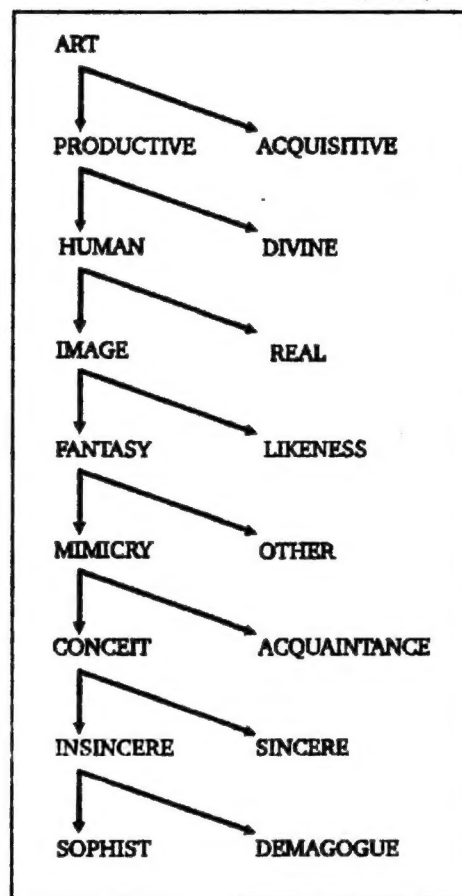 ART
PRODUCTIVE ACQUISITIVE
HUMAN DIVINE
IMAGE REAL
FANTASY LIKENESS
MIMICRY OTHER
CONCEIT ACQUAINTANCE
INSINCERE SINCERE
SOPHIST DEMAGOGUE